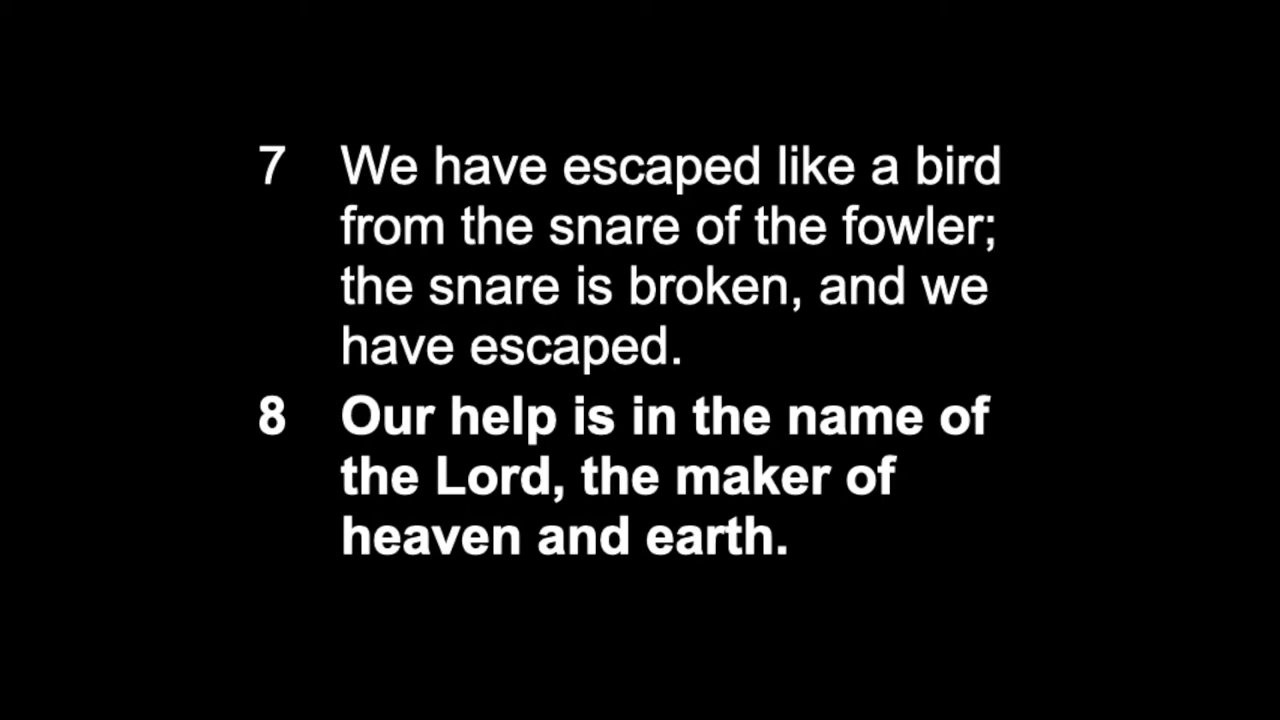 7 We have escaped like a bird
from the snare of the fowler;
the snare is broken, and we
have escaped.
8 Our help is in the name of
the Lord, the maker of
heaven and earth.